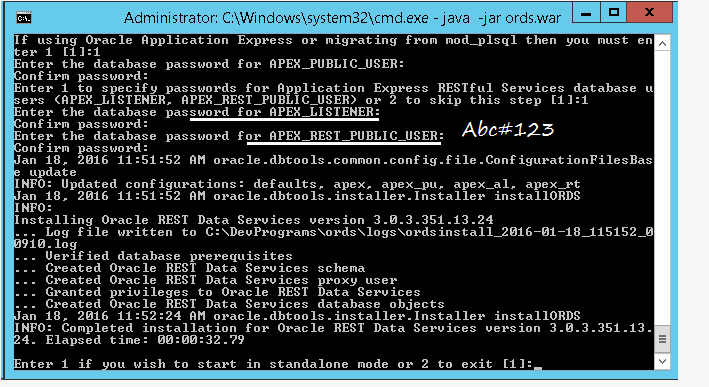 Administrator: C:\Windows\system32\cmd.exe - java -jar ords.war
If using Oracle Application Express or migrating from mod_plsql then you must en
ter 1 [1]:1
Enter the database password for APEX_PUBLIC_USER:
Confirm password:
Enter 1 to specify passwords for Application Express RESTful Services database u
sers (APEX_LISTENER, APEX_REST_PUBLIC_USER) or 2 to skip this step [1]:1
Enter the database password for APEX_LISTENER:
Confirm password:
Enter the database password for APEX_REST_PUBLIC_USER: Abc#123
Confirm password:
Jan 18, 2016 11:51:52 AM oracle.dbtools.common.config.file.ConfigurationFilesBas
e update
INFO: Updated configurations: defaults, apex, apex_pu, apex_al, apex_rt
Jan 18, 2016 11:51:52 AM oracle.dbtools.installer.Installer installORDS
INFO:
Installing Oracle REST Data Services version 3.0.3.351.13.24
... Log file written to C:\DevPrograms\ords\logs\ordsinstall_2016-01-18_115152_0
0910.log
... Verified database prerequisites
... Created Oracle REST Data Services schema
... Created Oracle REST Data Services proxy user
... Granted privileges to Oracle REST Data Services
... Created Oracle REST Data Services database objects
Jan 18, 2016 11:52:24 AM oracle.dbtools.installer.Installer installORDS
INFO: Completed installation for Oracle REST Data Services version 3.0.3.351.13.
24. Elapsed time: 00:00:32.79
Enter 1 if you wish to start in standalone mode or 2 to exit [1]:_